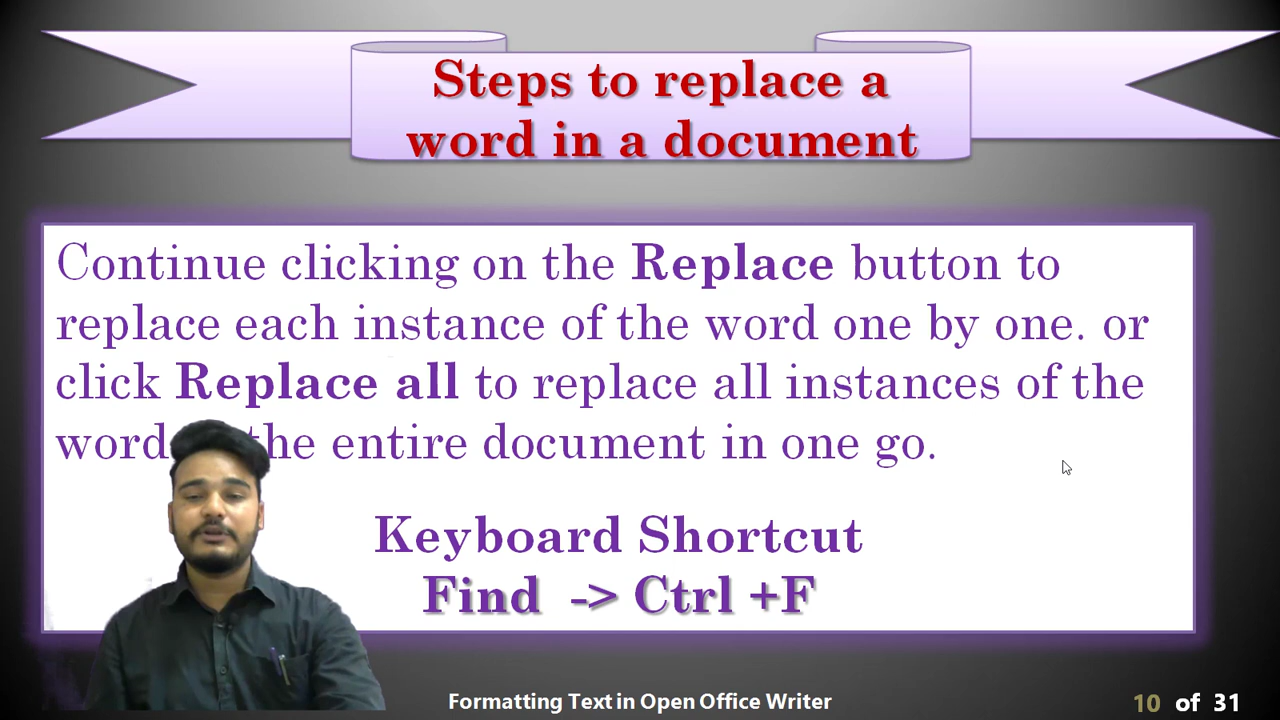 Steps to replace a
word in a document
Continue clicking on the Replace button to
replace each instance of the word one by one. or
click Replace all to replace all instances of the
word the entire document in one go.
Keyboard Shortcut
Find -> Ctrl +F
Formatting Text in Open Office Writer
10 of 31